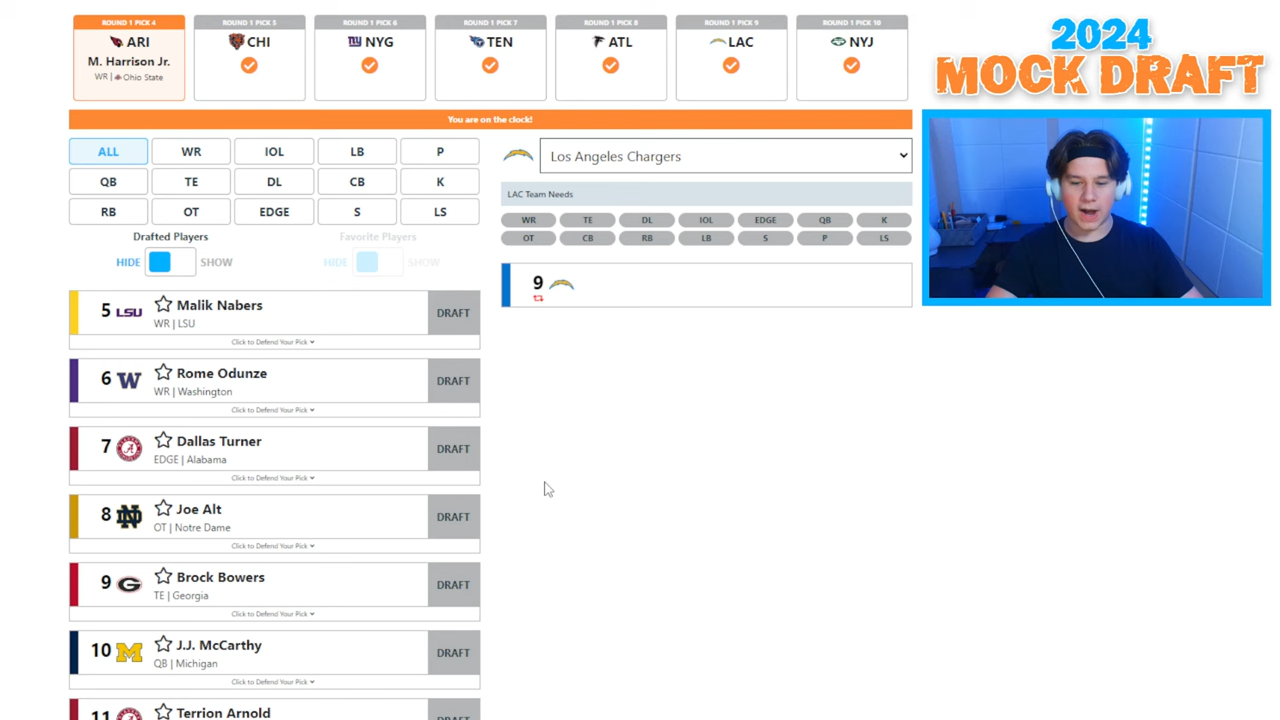 ROUND 1 PICK 4
ARI
M. Harrison Jr.
WR | Ohio State
ROUND 1 PICK 5
CHI
ROUND 1 PICK 6
NYG
ROUND 1 PICK 7
TEN
ROUND 1 PICK 8
ATL
ROUND 1 PICK 9
LAC
ROUND 1 PICK 10
NYJ
2024
MOCK DRAFT
You are on the clock!
ALL WR IOL LB P
QB TE DL CB K
RB OT EDGE S LS
Drafted Players
HIDE SHOW
Favorite Players
HIDE SHOW
5 LSU Malik Nabers
WR | LSU
DRAFT
Click to Defend Your Pick
6 W Rome Odunze
WR | Washington
DRAFT
Click to Defend Your Pick
7 Dallas Turner
EDGE | Alabama
DRAFT
Click to Defend Your Pick
8 Joe Alt
OT | Notre Dame
DRAFT
Click to Defend Your Pick
9 G Brock Bowers
TE | Georgia
DRAFT
Click to Defend Your Pick
10 M J.J. McCarthy
QB | Michigan
DRAFT
Click to Defend Your Pick
11 Terrion Arnold
Los Angeles Chargers
LAC Team Needs
WR TE DL IOL EDGE QB K
OT CB RB LB S P LS
9